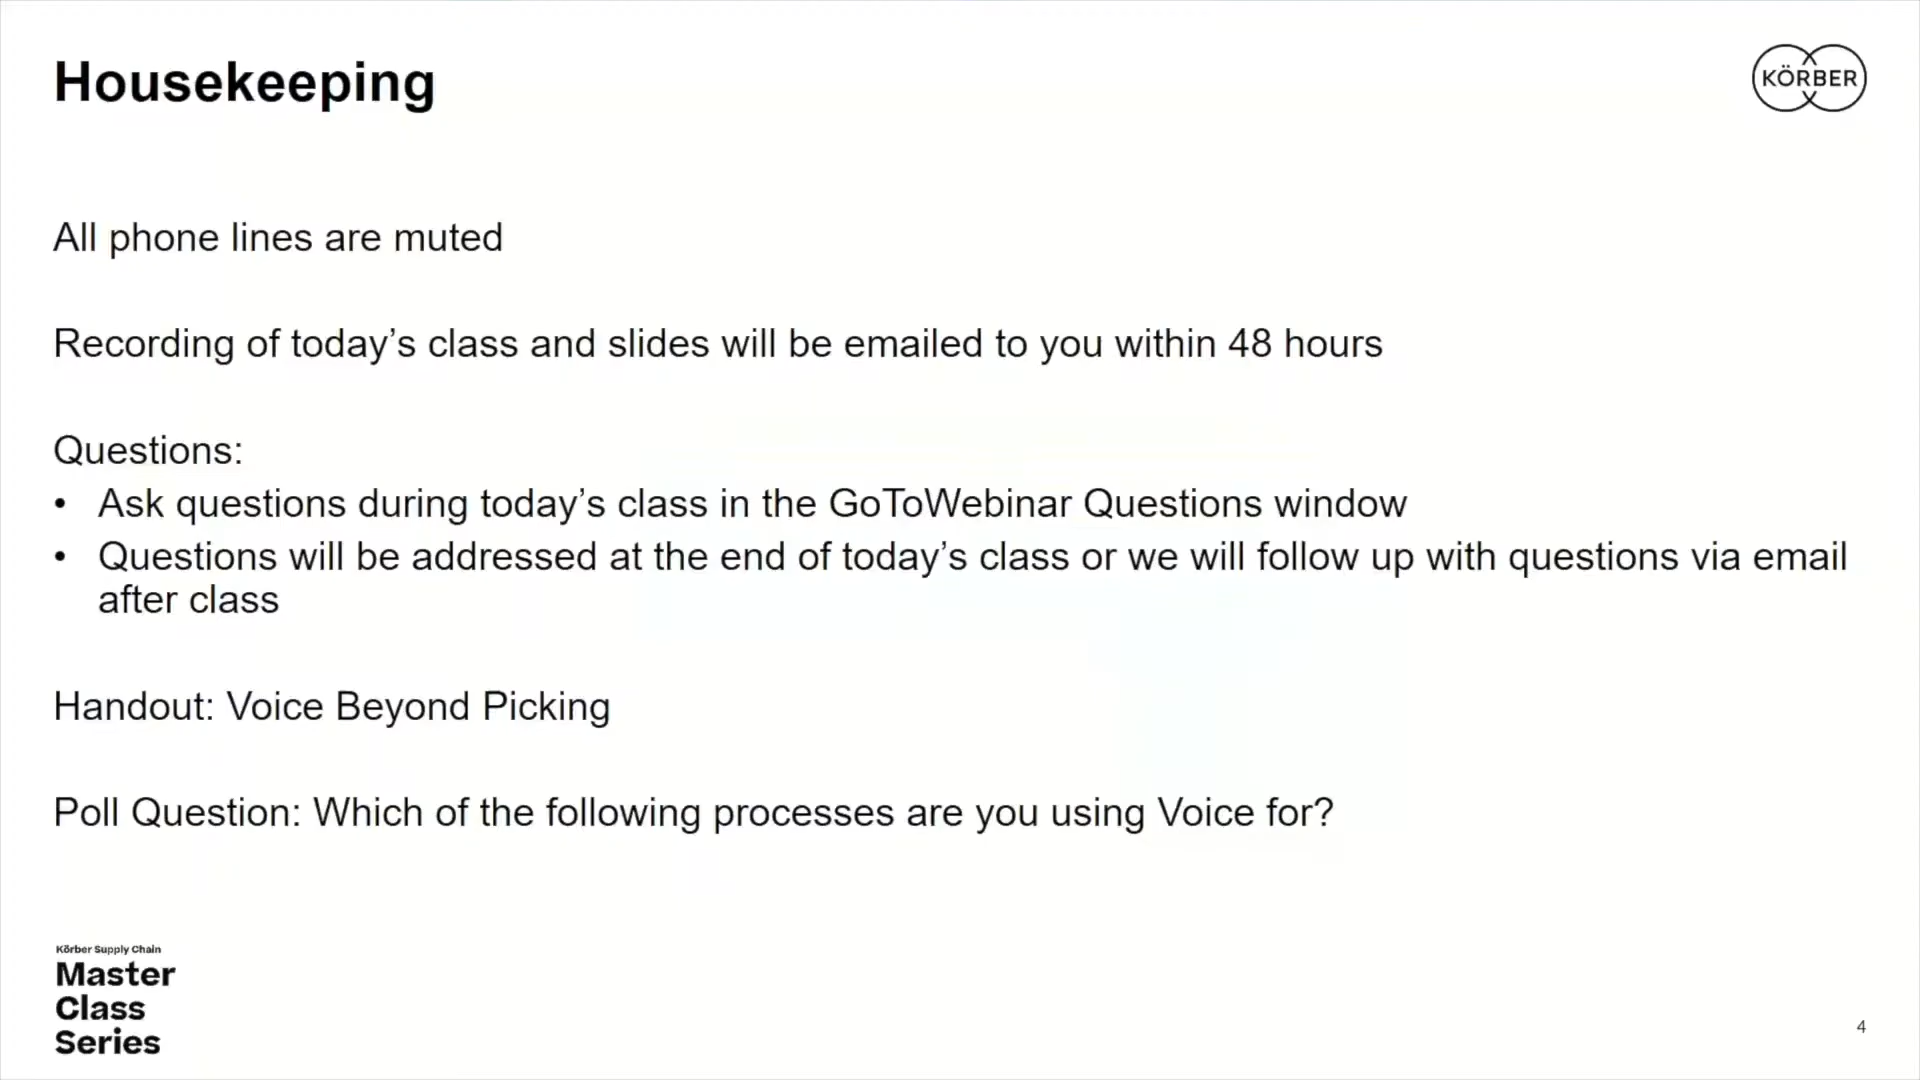 Housekeeping
KÖRBER
All phone lines are muted
Recording of today’s class and slides will be emailed to you within 48 hours
Questions:
• Ask questions during today’s class in the GoToWebinar Questions window
• Questions will be addressed at the end of today’s class or we will follow up with questions via email
after class
Handout: Voice Beyond Picking
Poll Question: Which of the following processes are you using Voice for?
Körber Supply Chain
Master
Class
Series
4